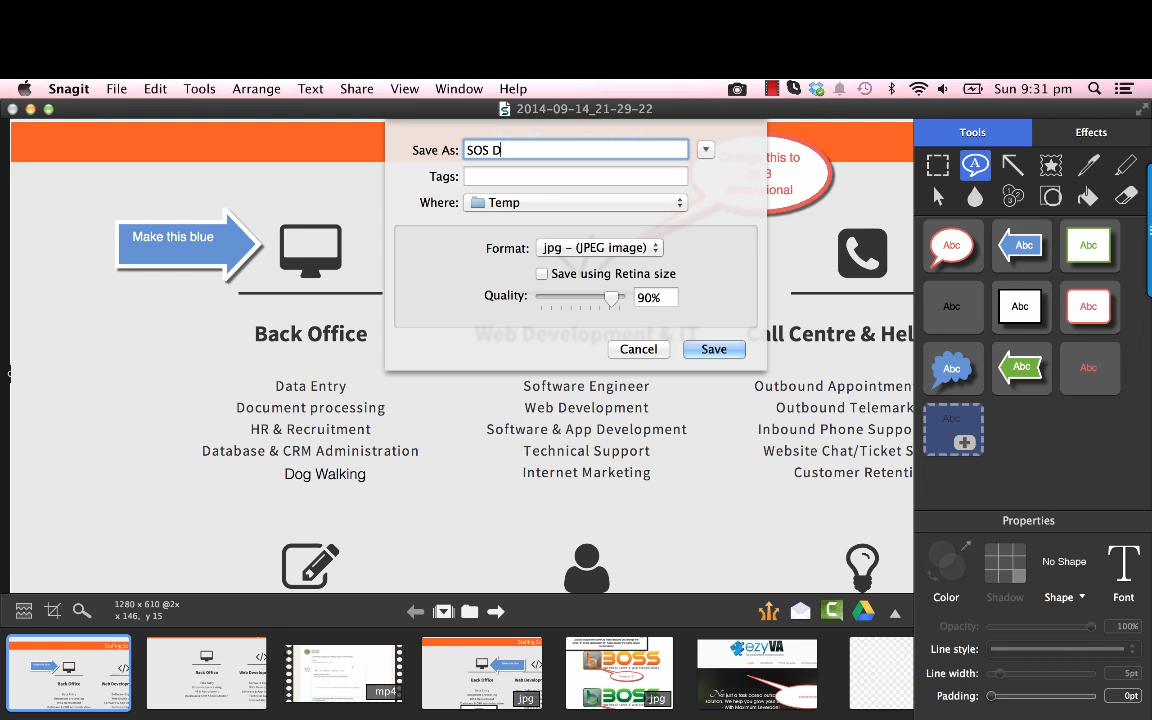 Snagit File Edit Tools Arrange Text Share View Window Help Sun 9:31 pm
2014-09-14_21-29-22
Save As: SOS D
Tags:
Where: Temp
Format: jpg – (JPEG image)
Save using Retina size
Quality: 90%
Cancel Save
Make this blue
Back Office
Data Entry
Document processing
HR & Recruitment
Database & CRM Administration
Dog Walking
Web Development & IT
Software Engineer
Web Development
Software & App Development
Technical Support
Internet Marketing
this to
Call Centre & Hel
Outbound Appointmen
Outbound Telemark
Inbound Phone Suppo
Website Chat/Ticket S
Customer Retenti
Tools Effects
Abc Abc Abc
Abc Abc Abc
Abc Abc Abc
Abc
Properties
No Shape
Color Shadow Shape Font
Opacity: 100%
Line style:
Line width: 5pt
Padding: 0pt
1280 x 610 @2x
x 146, y 15
mp4
jpg
BOSS
BOSS
jpg
ezyVA